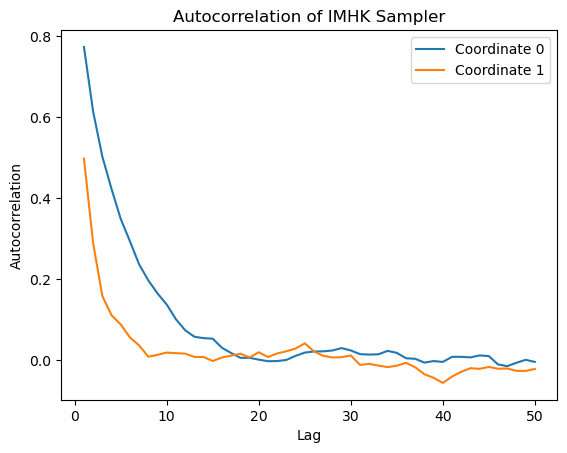 Autocorrelation of IMHK Sampler
Coordinate 0
Coordinate 1
Autocorrelation
0.8
0.6
0.4
0.2
0.0
0
10
20
30
40
50
Lag